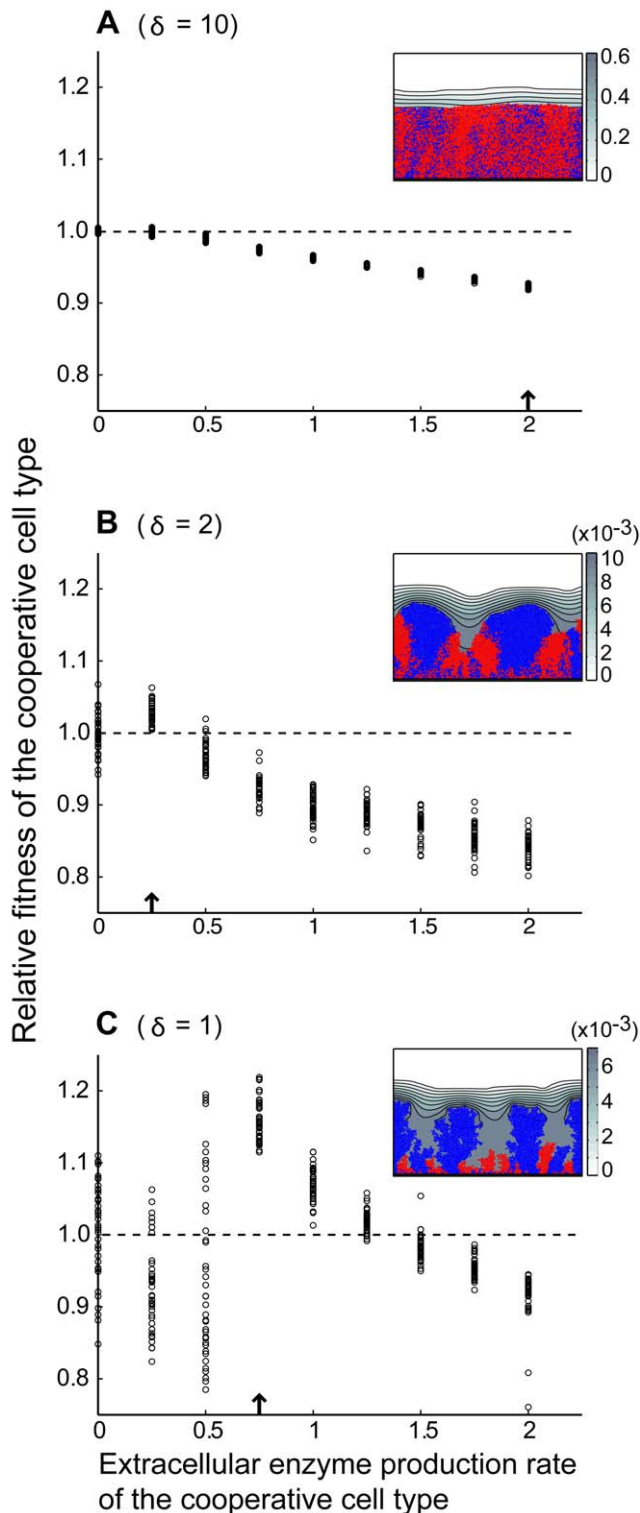 A (δ = 10)
0.6
0.4
0.2
0
1.2
1.1
1.0
0.9
0.8
0 0.5 1 1.5 2
B (δ = 2)
(x10-3)
10
8
6
4
2
0
1.2
1.1
1.0
0.9
0.8
0 0.5 1 1.5 2
Relative fitness of the cooperative cell type
C (δ = 1)
(x10-3)
6
4
2
0
1.2
1.1
1.0
0.9
0.8
0 0.5 1 1.5 2
Extracellular enzyme production rate
of the cooperative cell type